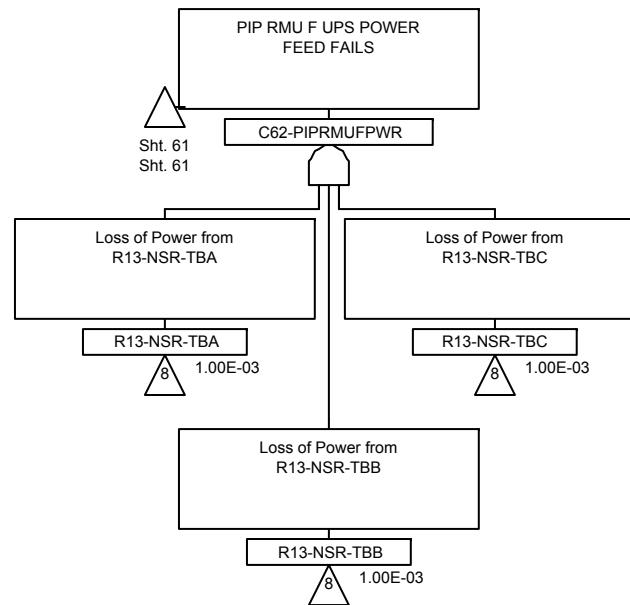 PIP RMU F UPS POWER
FEED FAILS
Sht. 61
Sht. 61
C62-PIPRMUFPWR
Loss of Power from
R13-NSR-TBA
R13-NSR-TBA
8
1.00E-03
Loss of Power from
R13-NSR-TBC
R13-NSR-TBC
8
1.00E-03
Loss of Power from
R13-NSR-TBB
R13-NSR-TBB
8
1.00E-03